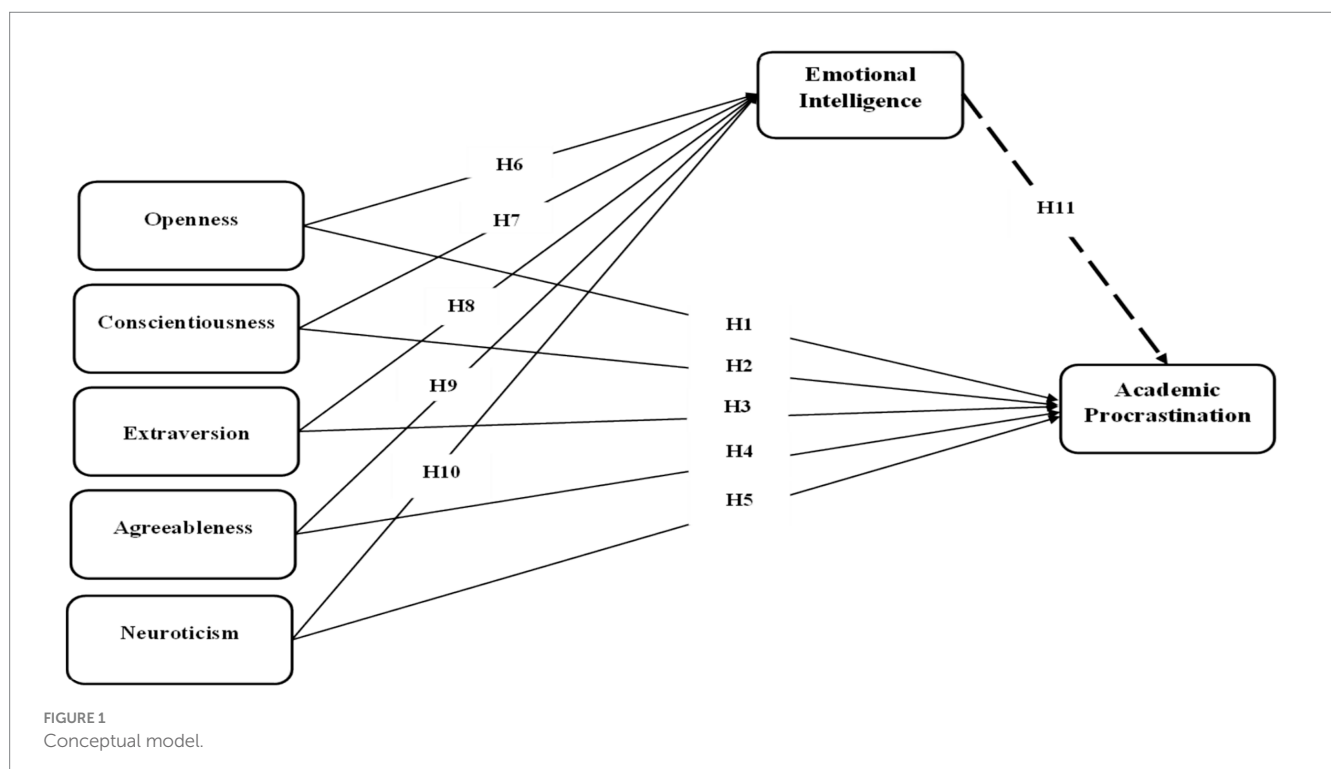 Emotional
Intelligence
H6
H11
Openness
H7
H8
Conscientiousness
H1
H2
H9
H3
Academic
Procrastination
Extraversion
H4
H10
H5
Agreeableness
Neuroticism
FIGURE 1
Conceptual model.